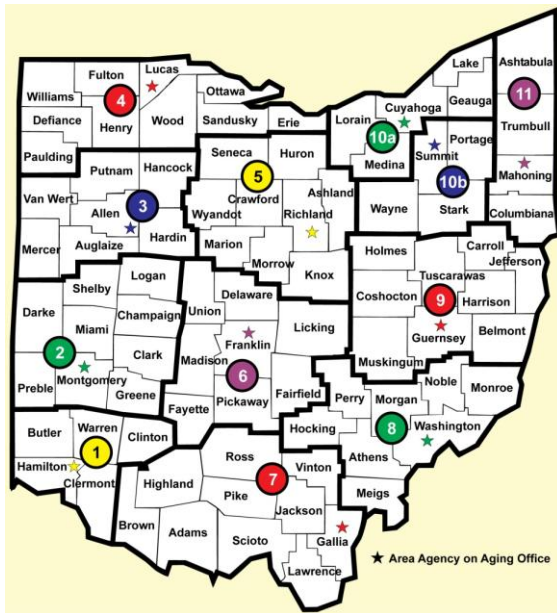 Williams
Fulton
Lucas
4
Defiance
Henry
Wood
Ottawa
Sandusky
Erie
Paulding
Lorain
Cuyahoga
10a
Medina
Lake
Geauga
Ashtabula
11
Trumbull
Mahoning
Columbiana
Summit
Portage
10b
Wayne
Stark
Putnam
Hancock
Van Wert
Allen
3
Mercer
Auglaize
Hardin
Seneca
Huron
5
Crawford
Ashland
Wyandot
Richland
Marion
Morrow
Knox
Holmes
Carroll
Jefferson
Tuscarawas
Coshocton
9
Harrison
Guernsey
Belmont
Muskingum
Logan
Shelby
Darke
Champaign
Miami
2
Clark
Preble
Montgomery
Greene
Delaware
Union
Licking
Franklin
Madison
6
Pickaway
Fairfield
Fayette
Perry
Morgan
Noble
Monroe
Hocking
8
Washington
Athens
Meigs
Butler
Warren
1
Clinton
Hamilton
Clermont
Ross
Vinton
7
Highland
Pike
Jackson
Brown
Adams
Scioto
Gallia
Lawrence
Area Agency on Aging Office